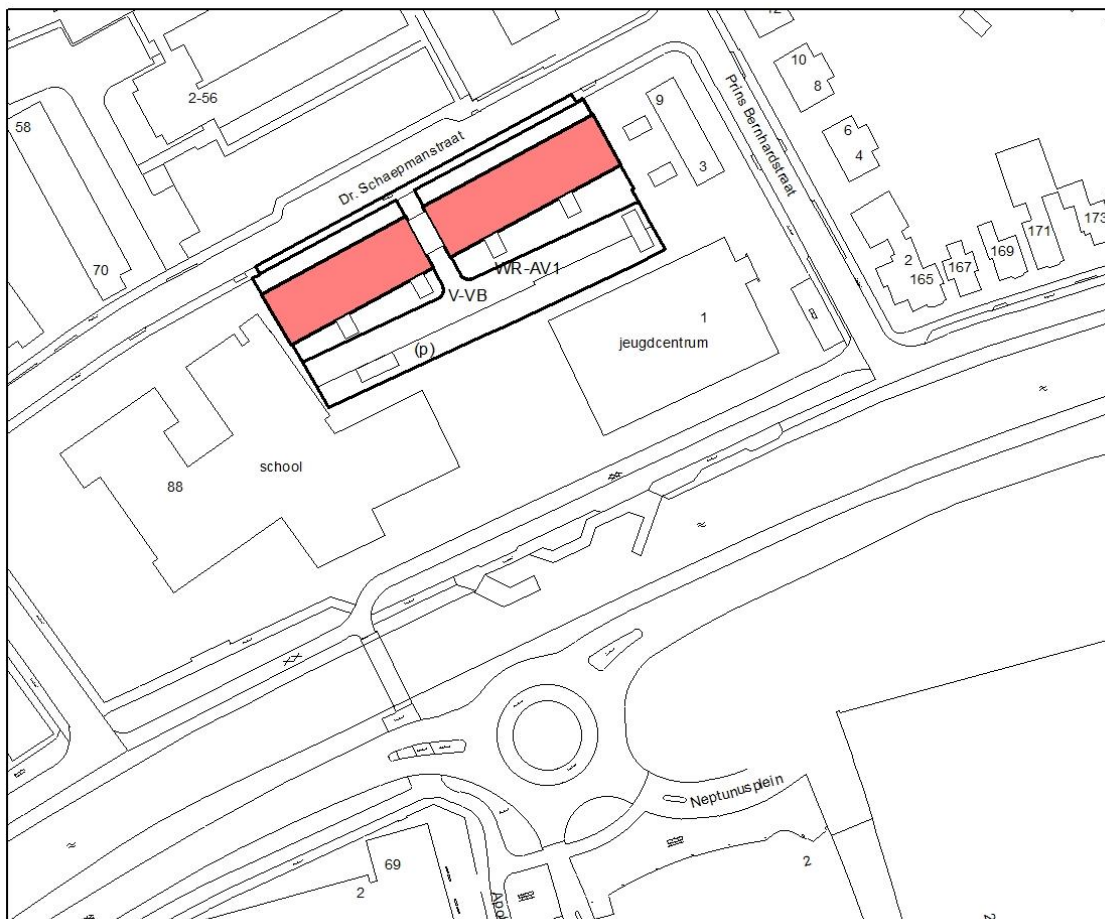 12
10
8
2-56
58
9
Prins Bernhardstraat
6
4
3
Dr. Schaepmanstraat
173
171
169
2
167
165
70
WR-AV1
V-VB
1
jeugdcentrum
(p)
school
88
Neptunusplein
69
2
2